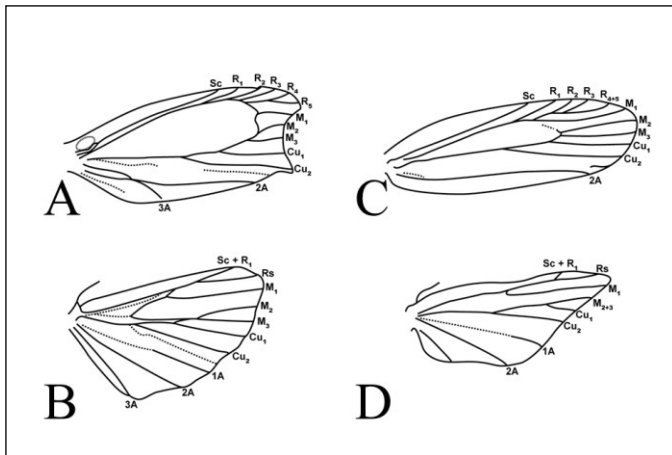 Sc R1 R2 R3 R4
R5
M1
M2
M3
Cu1
Cu2
2A
3A
A
Sc R1 R2 R3 R4+5
M1
M2
M3
Cu1
Cu2
2A
C
Sc + R1
Rs
M1
M2
M3
Cu1
Cu2
1A
2A
3A
B
Sc + R1
Rs
M1
M2+3
Cu1
Cu2
1A
2A
D